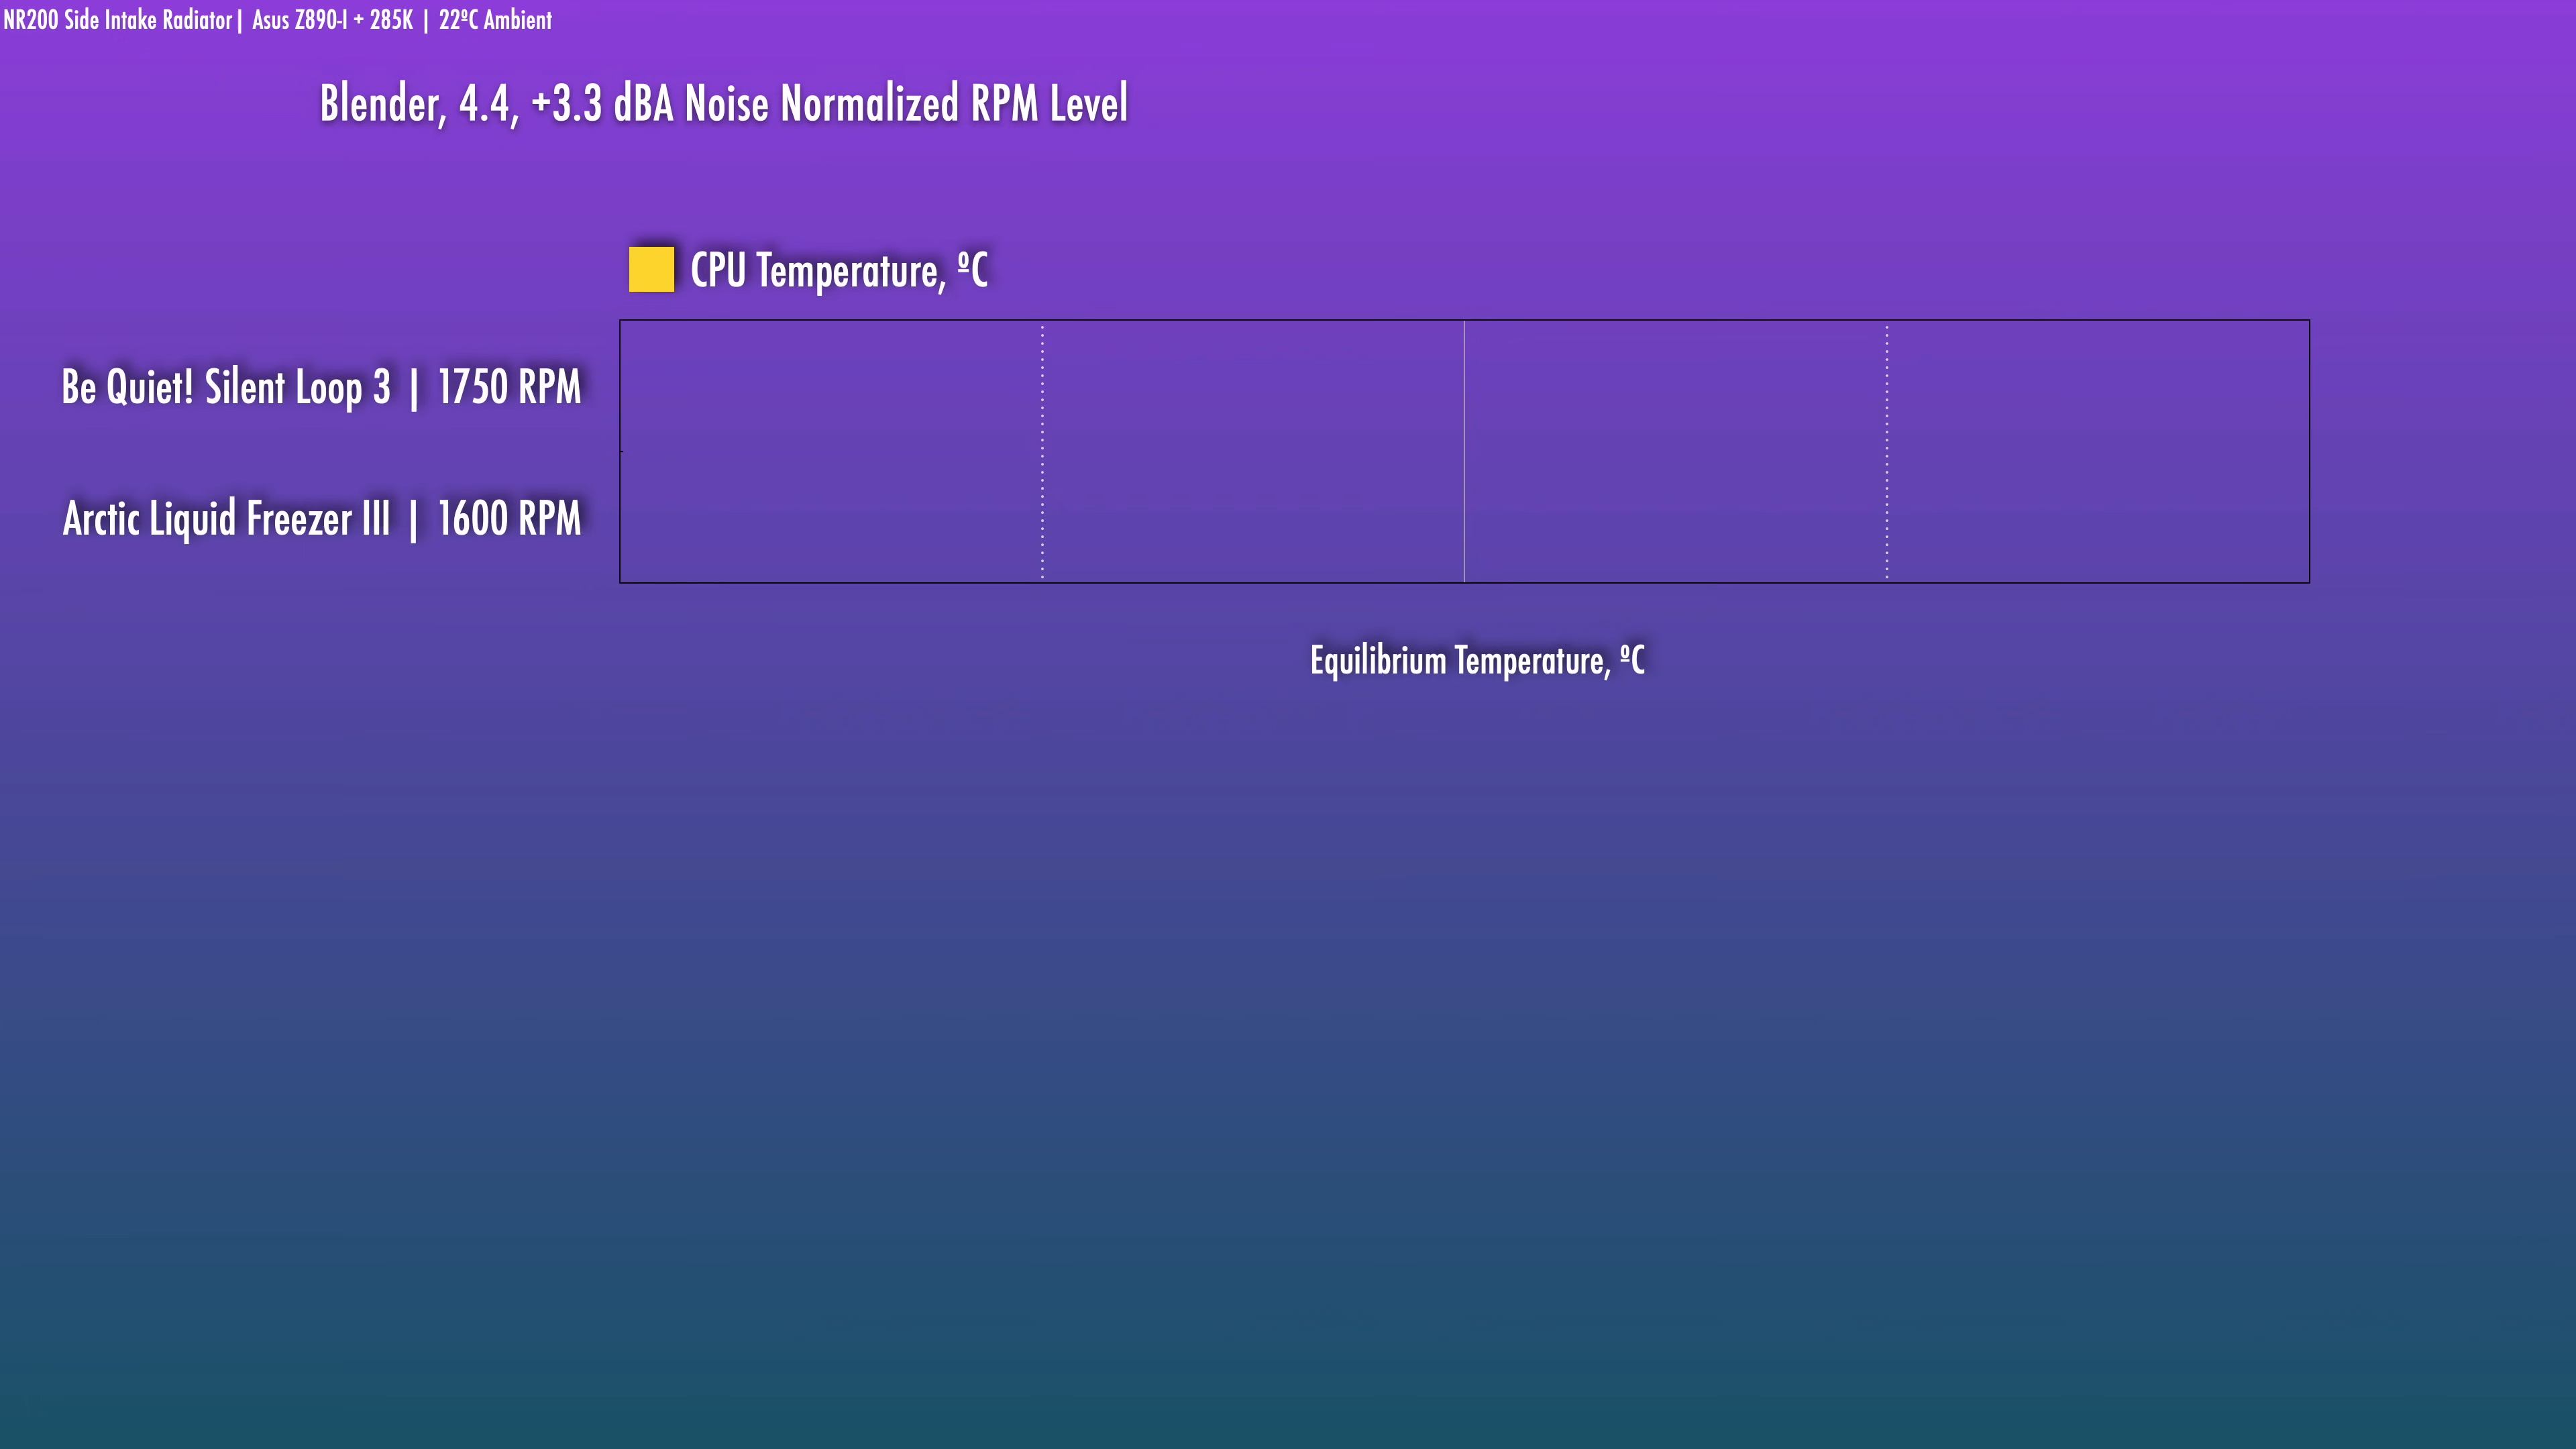 NR200 Side Intake Radiator | Asus Z890-I + 285K | 22ºC Ambient
Blender, 4.4, +3.3 dBA Noise Normalized RPM Level
CPU Temperature, ºC
Be Quiet! Silent Loop 3 | 1750 RPM
Arctic Liquid Freezer III | 1600 RPM
Equilibrium Temperature, ºC